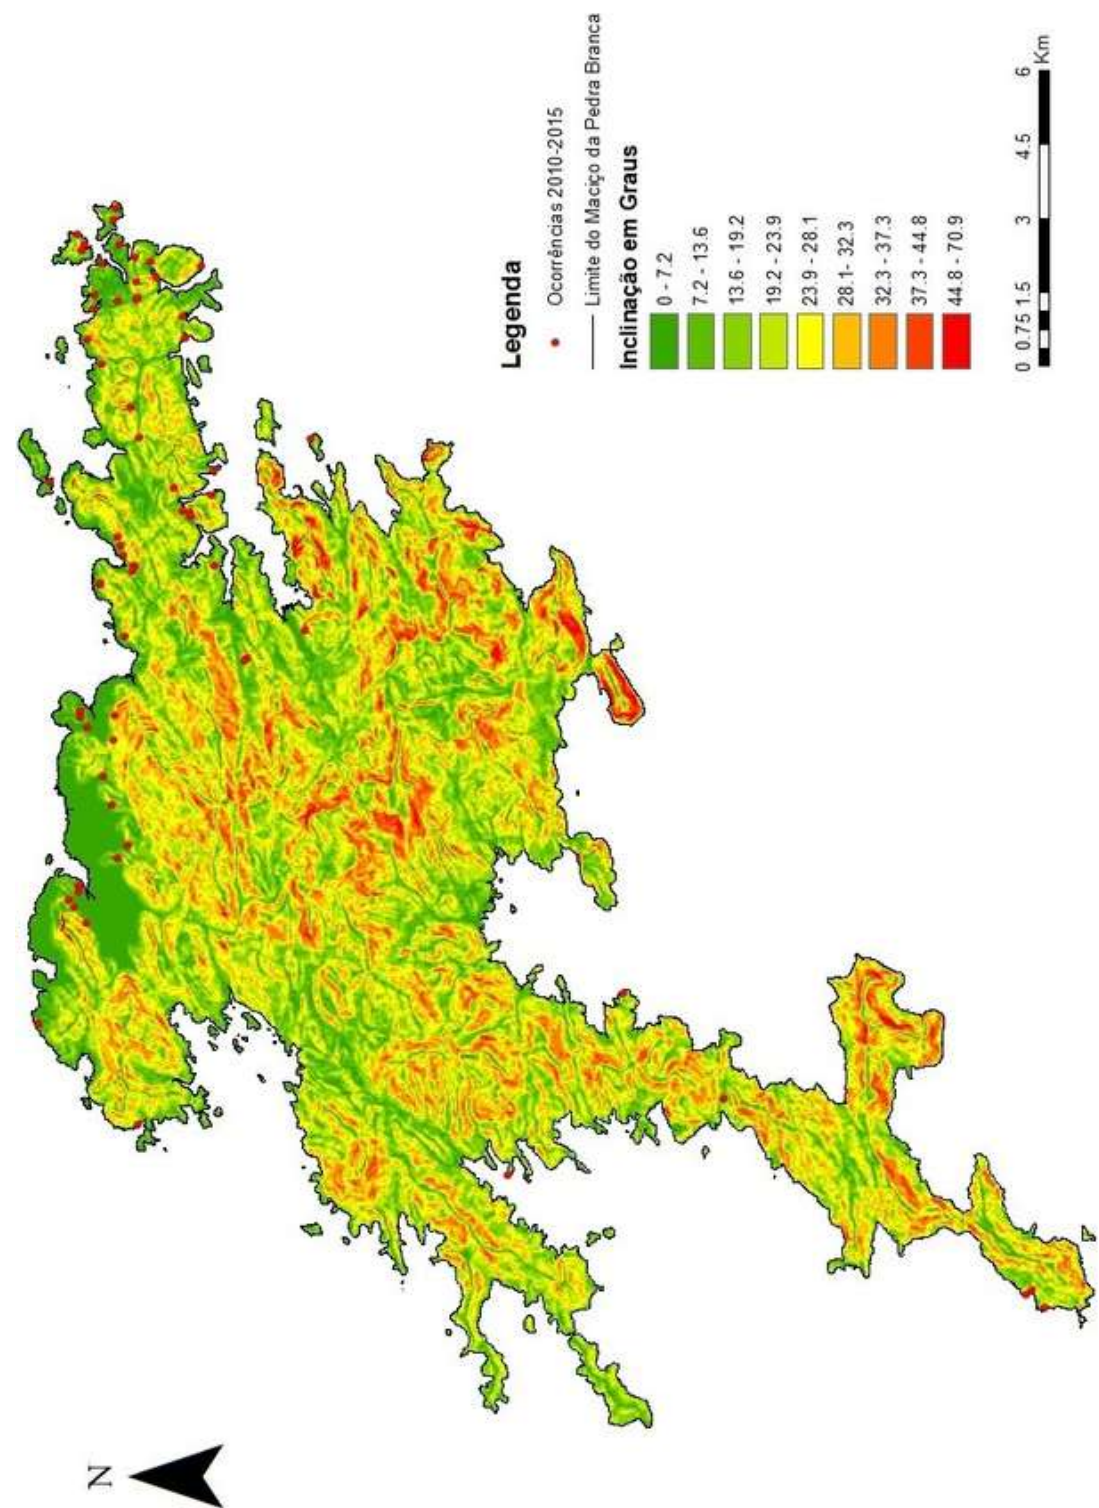 N
Legenda
Ocorrências 2010-2015
Limite do Maciço da Pedra Branca
Inclinação em Graus
0 - 7.2
7.2 - 13.6
13.6 - 19.2
19.2 - 23.9
23.9 - 28.1
28.1- 32.3
32.3 - 37.3
37.3 - 44.8
44.8 - 70.9
0 0.75 1.5 3 4.5 6
Km